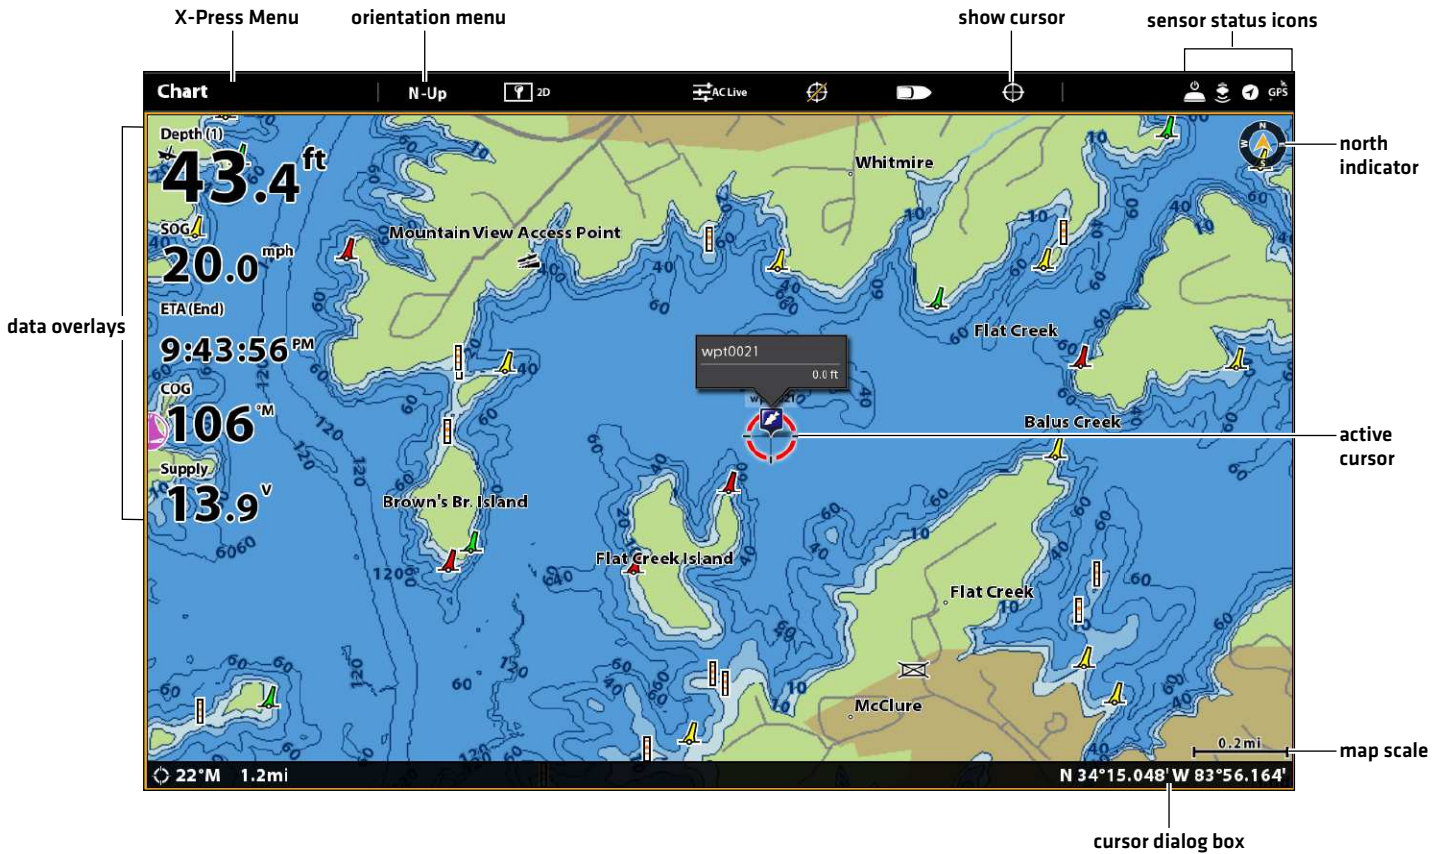 X-Press Menu
orientation menu
show cursor
sensor status icons
Chart
N-Up
2D
AC Live
GPS
data overlays
Depth (1)
43.4 ft
SOG
20.0 mph
ETA (End)
9:43:56 PM
COG
106 °M
Supply
13.9 V
Whitmire
Mountain View Access Point
Flat Creek
wpt0021
0.0 ft
Balus Creek
Brown's Br. Island
Flat Creek Island
Flat Creek
McClure
north
indicator
active
cursor
0.2mi
map scale
22°M 1.2mi
N 34°15.048' W 83°56.164'
cursor dialog box